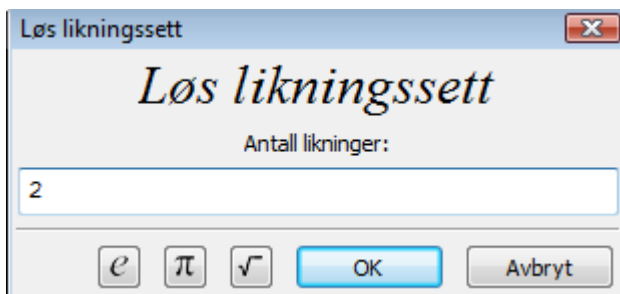 Løs likningssett
Løs likningssett
Antall likninger:
2
e π √ OK Avbryt